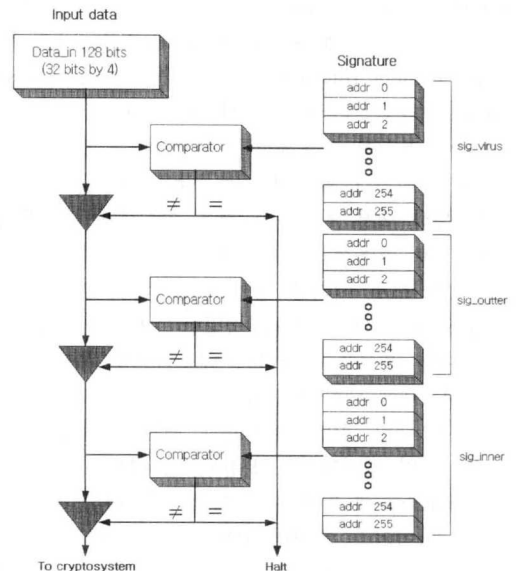 Input data
Data_in 128 bits
(32 bits by 4)
Signature
addr 0
addr 1
addr 2
addr 254
addr 255
sig_virus
Comparator
≠ =
addr 0
addr 1
addr 2
addr 254
addr 255
sig_outter
Comparator
≠ =
addr 0
addr 1
addr 2
addr 254
addr 255
sig_inner
Comparator
≠ =
To cryptosystem
Halt